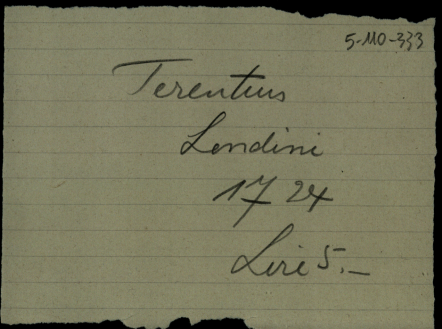 5-110-333
Terentius
Londini
1724
Lire 5.—